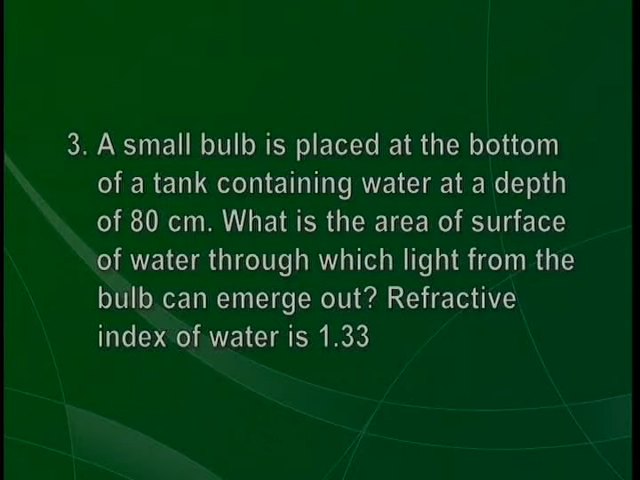 3. A small bulb is placed at the bottom
of a tank containing water at a depth
of 80 cm. What is the area of surface
of water through which light from the
bulb can emerge out? Refractive
index of water is 1.33